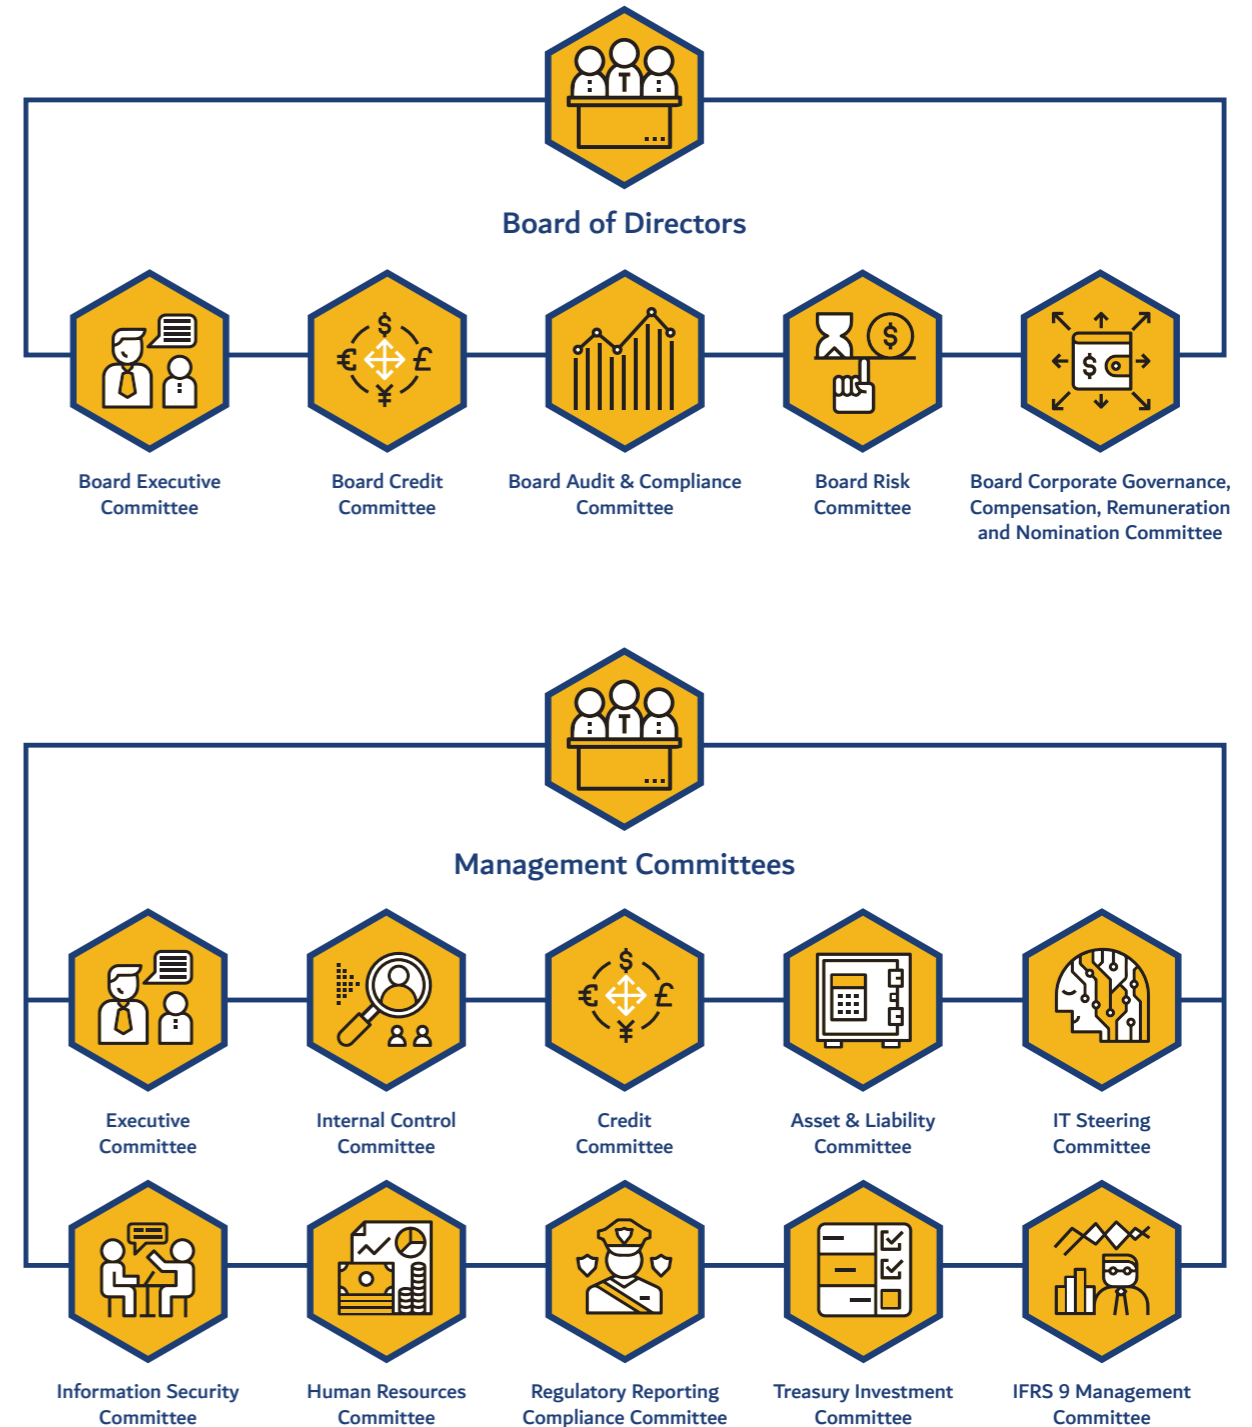 Board of Directors
Board Executive
Committee
Board Credit
Committee
Board Audit & Compliance
Committee
Board Risk
Committee
Board Corporate Governance,
Compensation, Remuneration
and Nomination Committee
Management Committees
Executive
Committee
Internal Control
Committee
Credit
Committee
Asset & Liability
Committee
IT Steering
Committee
Information Security
Committee
Human Resources
Committee
Regulatory Reporting
Compliance Committee
Treasury Investment
Committee
IFRS 9 Management
Committee